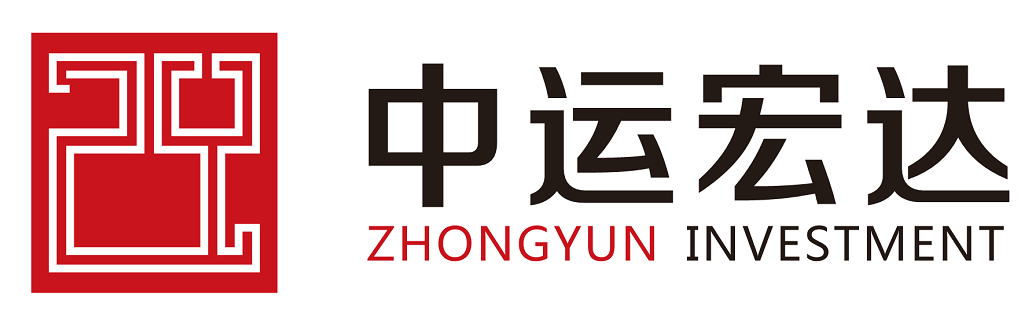 中运宏达
ZHONGYUN INVESTMENT